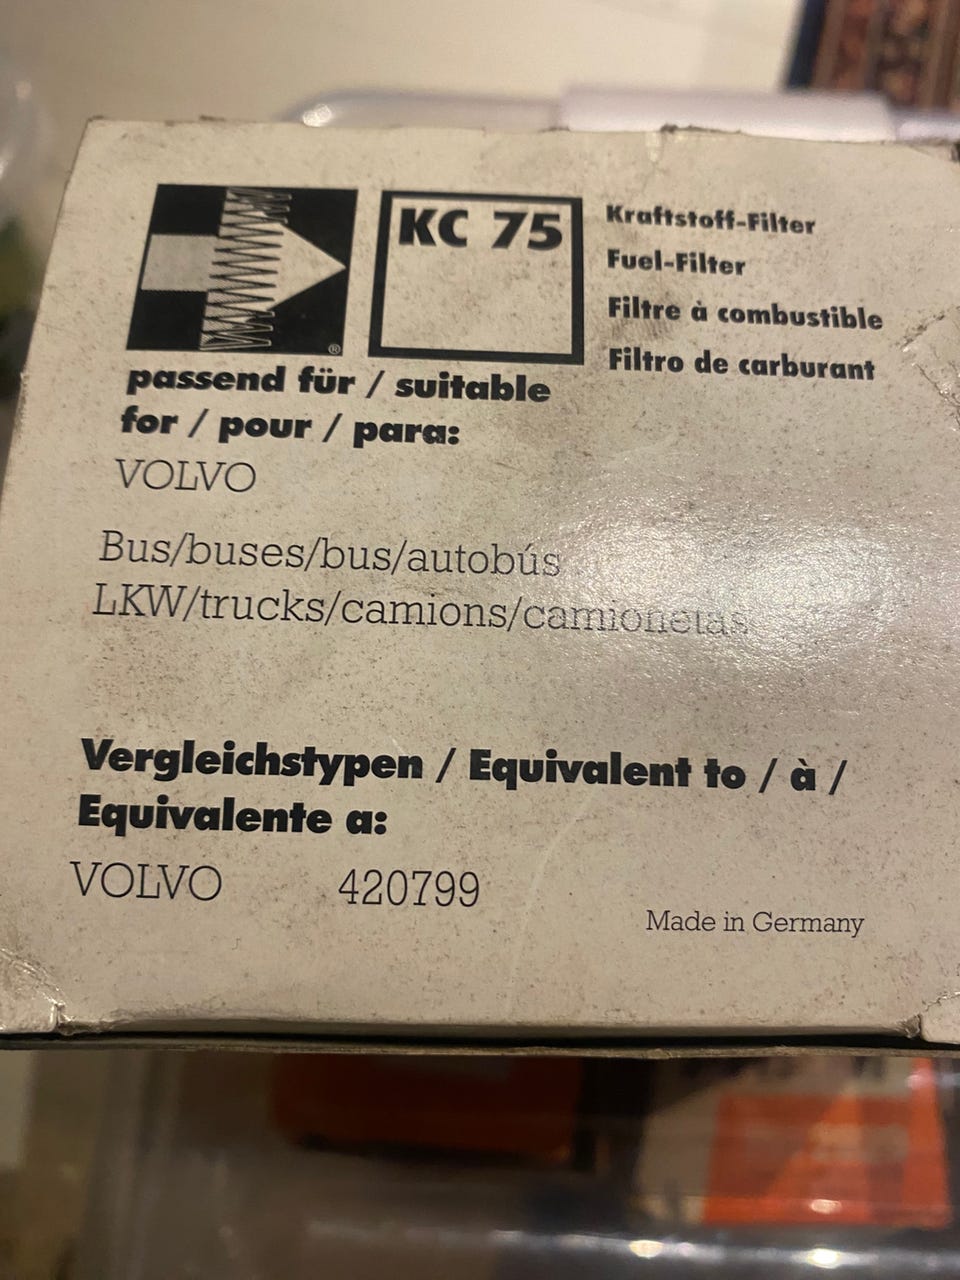 KC 75
Kraftstoff-Filter
Fuel-Filter
Filtre à combustible
Filtro de carburant
®
passend für / suitable
for / pour / para:
VOLVO
Bus/buses/bus/autobús
LKW/trucks/camions/camionetas
Vergleichstypen / Equivalent to / à /
Equivalente a:
VOLVO 420799
Made in Germany